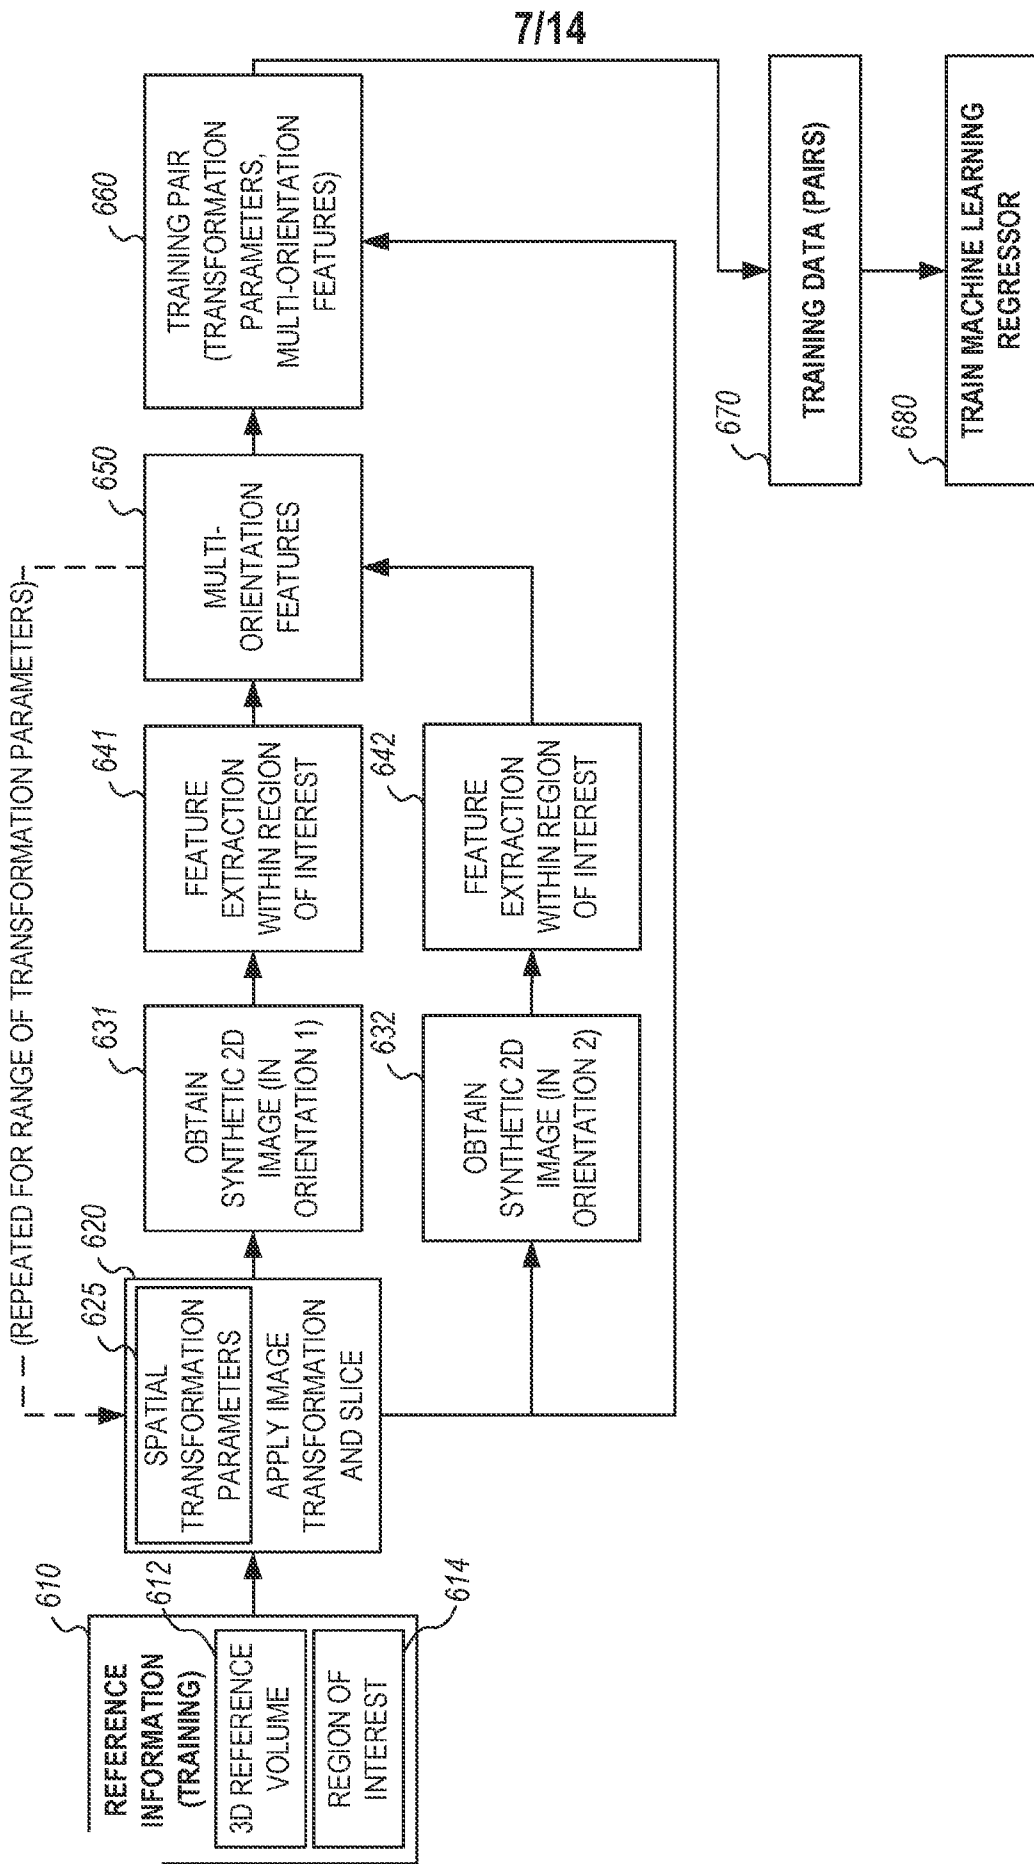 7/14
(REPEATED FOR RANGE OF TRANSFORMATION PARAMETERS)
610
REFERENCE
INFORMATION
(TRAINING)
612
3D REFERENCE
VOLUME
614
REGION OF
INTEREST
620
625
SPATIAL
TRANSFORMATION
PARAMETERS
APPLY IMAGE
TRANSFORMATION
AND SLICE
631
OBTAIN
SYNTHETIC 2D
IMAGE (IN
ORIENTATION 1)
632
OBTAIN
SYNTHETIC 2D
IMAGE (IN
ORIENTATION 2)
641
FEATURE
EXTRACTION
WITHIN REGION
OF INTEREST
642
FEATURE
EXTRACTION
WITHIN REGION
OF INTEREST
650
MULTI-
ORIENTATION
FEATURES
660
TRAINING PAIR
(TRANSFORMATION
PARAMETERS,
MULTI-ORIENTATION
FEATURES)
670
TRAINING DATA (PAIRS)
680
TRAIN MACHINE LEARNING
REGRESSOR